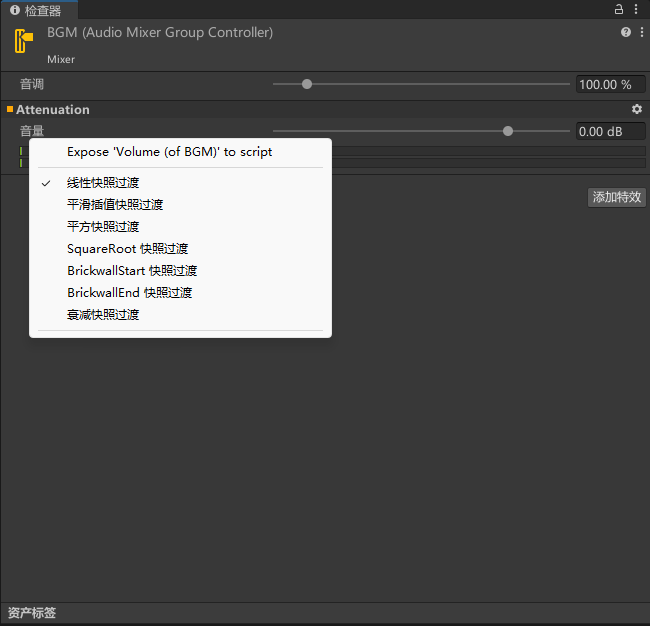 检查器
BGM (Audio Mixer Group Controller)
Mixer
音调 100.00 %
Attenuation
音量 0.00 dB
Expose 'Volume (of BGM)' to script
线性快照过渡
平滑插值快照过渡
平方快照过渡
SquareRoot 快照过渡
BrickwallStart 快照过渡
BrickwallEnd 快照过渡
衰减快照过渡
添加特效
资产标签